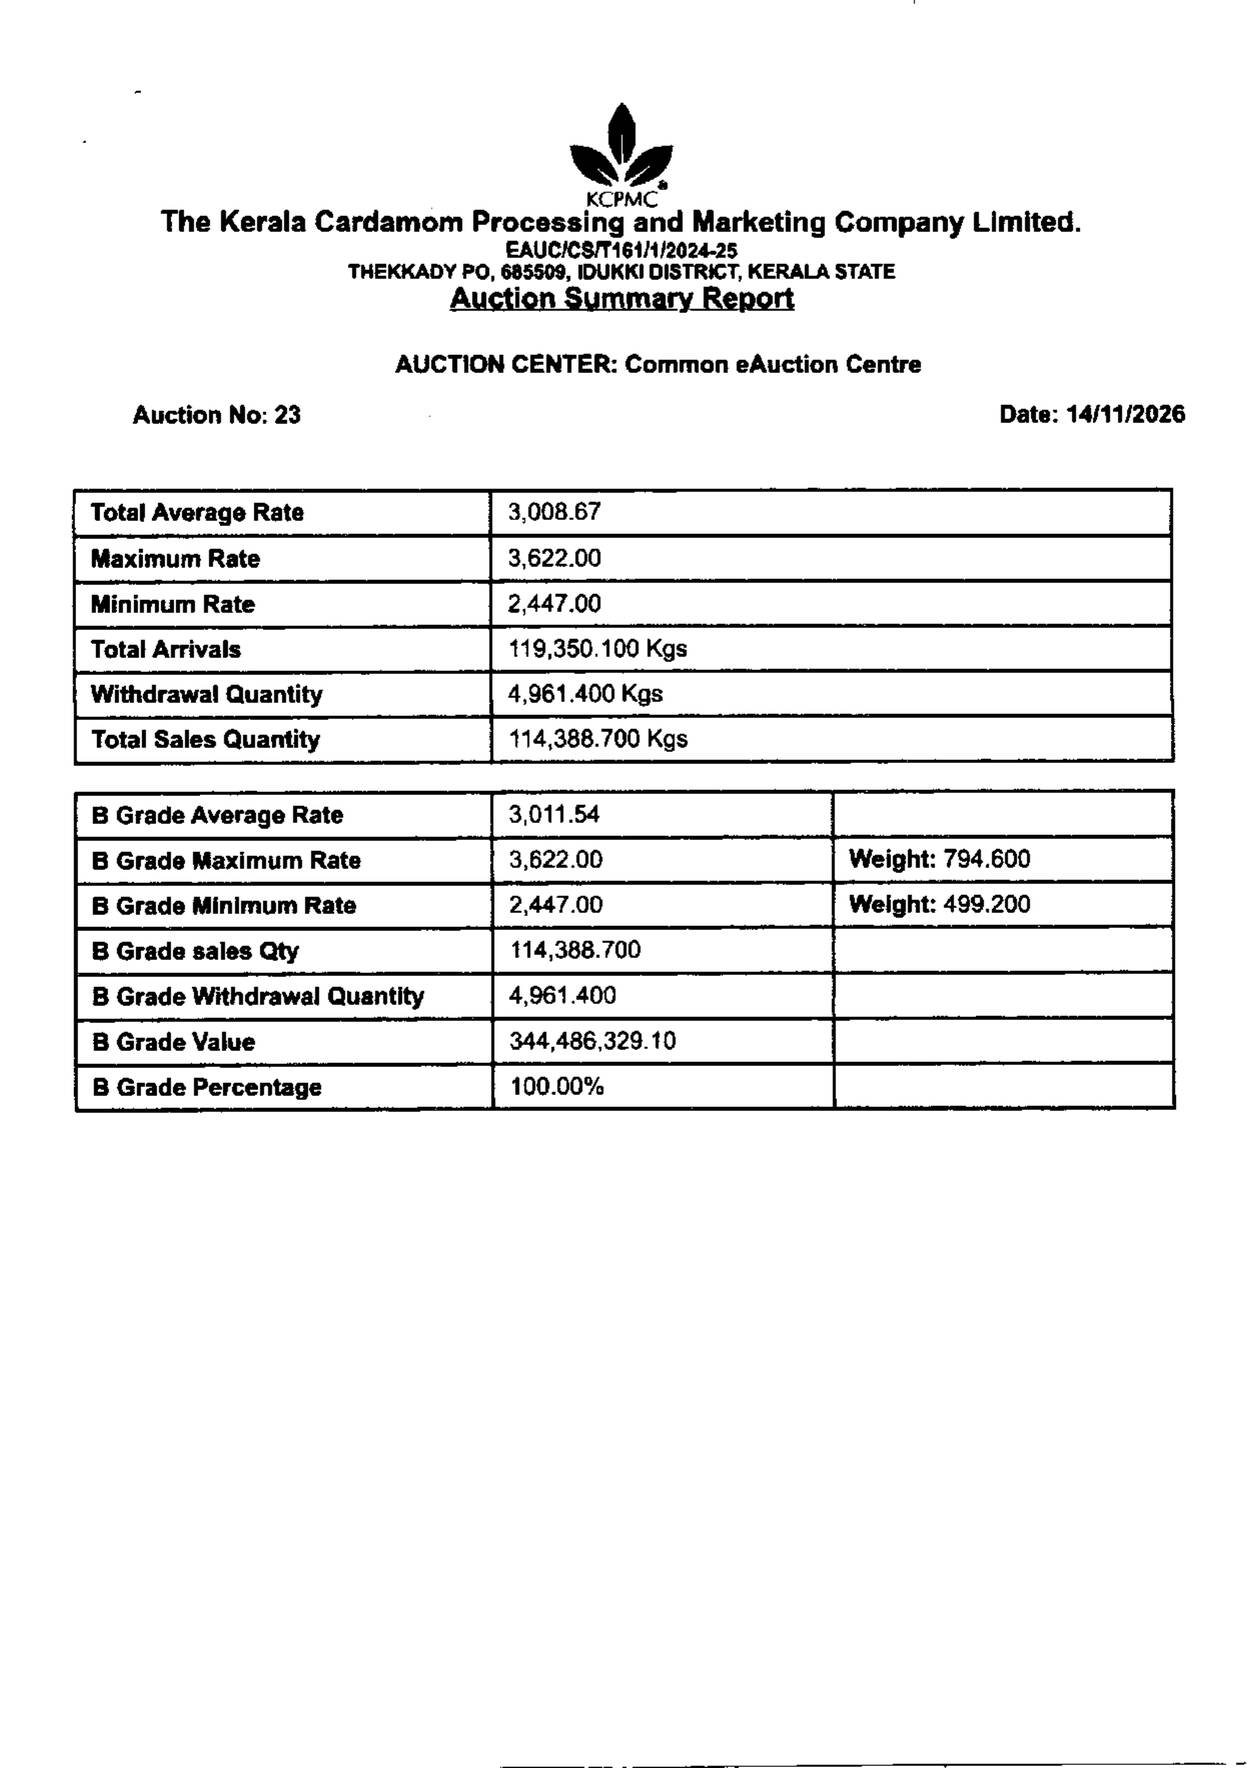 KCPMC
The Kerala Cardamom Processing and Marketing Company Limited.
EAUC/CS/T161/1/2024-25
THEKKADY PO, 685509, IDUKKI DISTRICT, KERALA STATE
Auction Summary Report
AUCTION CENTER: Common eAuction Centre
Auction No: 23 Date: 14/11/2026
Total Average Rate 3,008.67
Maximum Rate 3,622.00
Minimum Rate 2,447.00
Total Arrivals 119,350.100 Kgs
Withdrawal Quantity 4,961.400 Kgs
Total Sales Quantity 114,388.700 Kgs
B Grade Average Rate 3,011.54
B Grade Maximum Rate 3,622.00 Weight: 794.600
B Grade Minimum Rate 2,447.00 Weight: 499.200
B Grade sales Qty 114,388.700
B Grade Withdrawal Quantity 4,961.400
B Grade Value 344,486,329.10
B Grade Percentage 100.00%